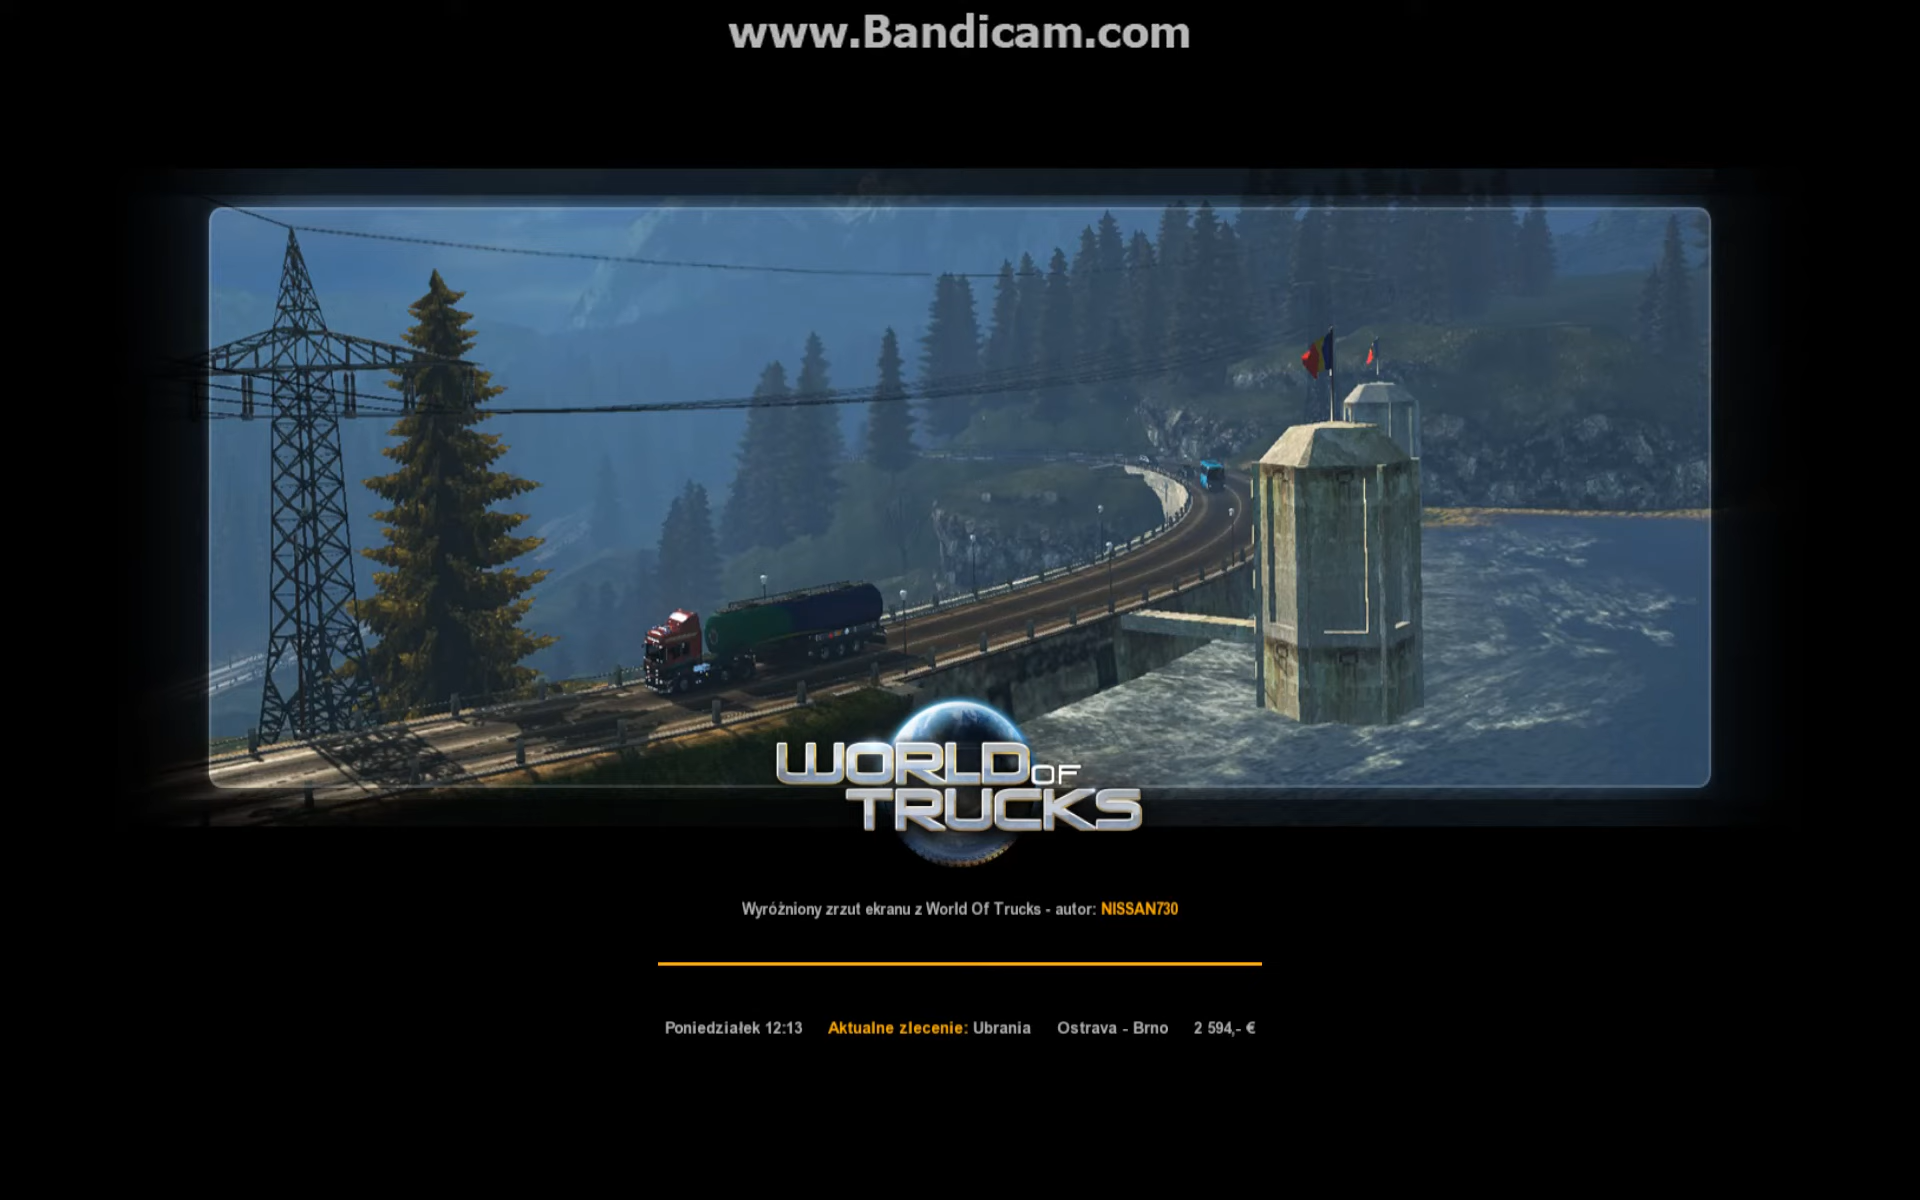 www.Bandicam.com
WORLD OF
TRUCKS
Wyróżniony zrzut ekranu z World Of Trucks - autor: NISSAN730
Poniedziałek 12:13 Aktualne zlecenie: Ubrania Ostrava - Brno 2 594,- €